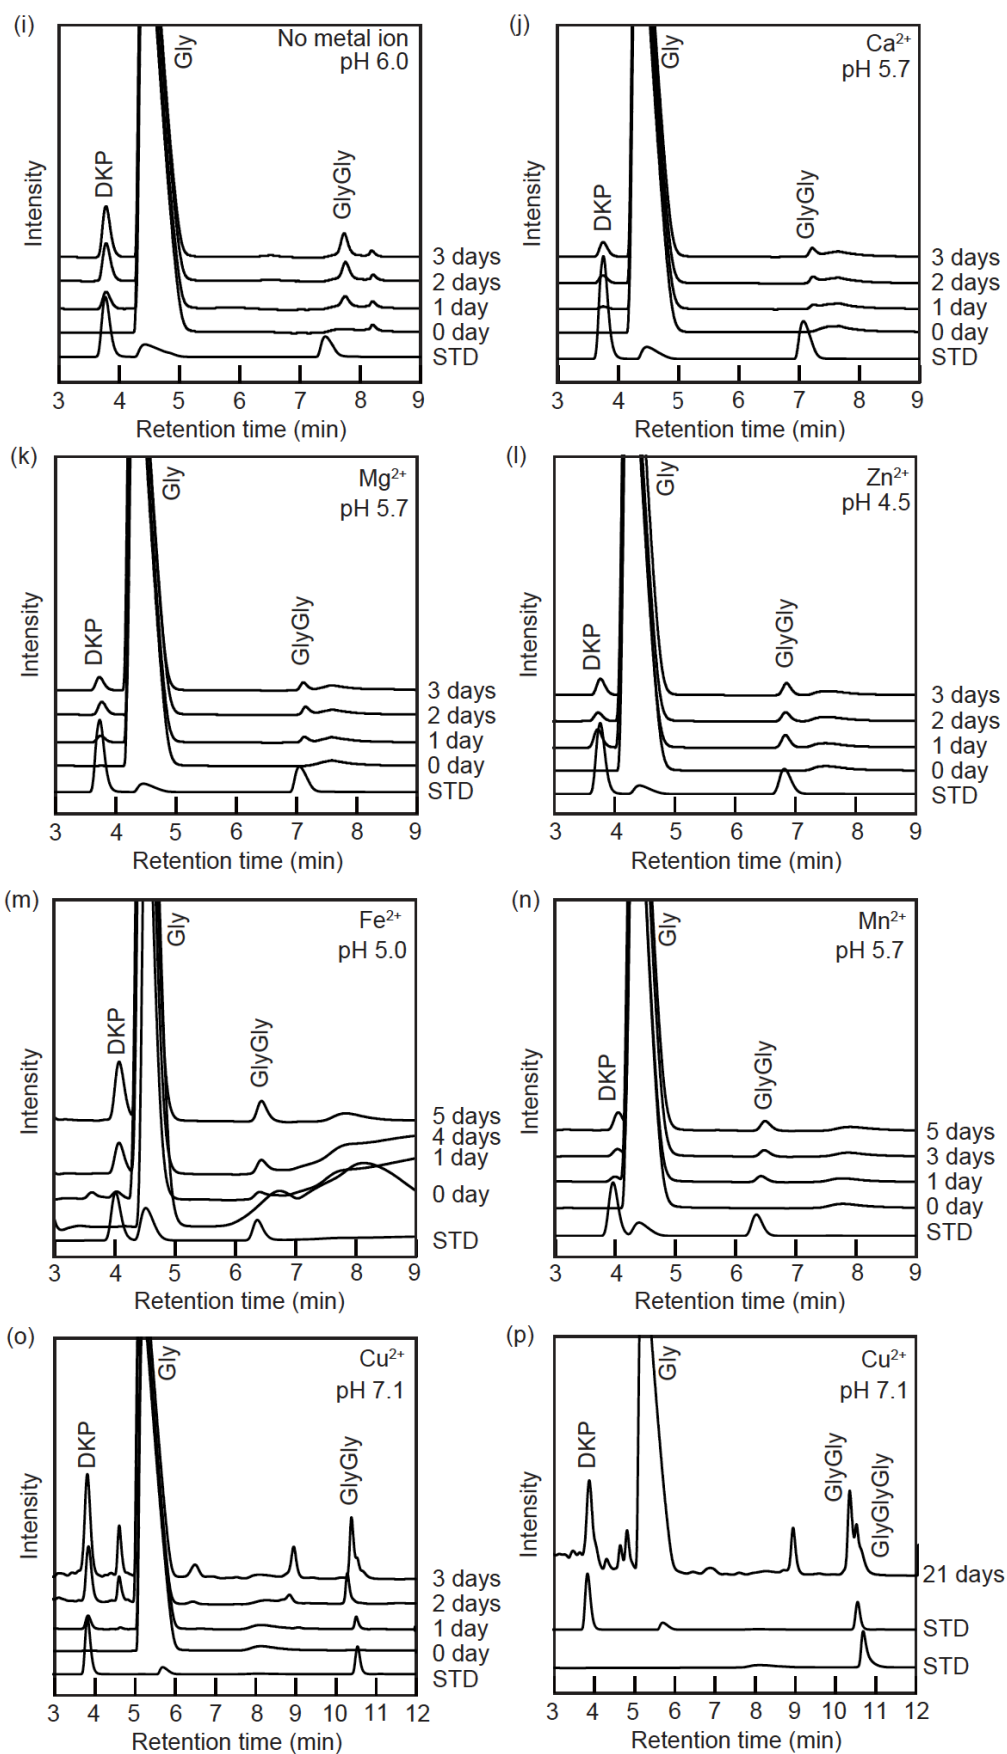 (i)
No metal ion
pH 6.0
Gly
DKP
GlyGly
Intensity
3 days
2 days
1 day
0 day
STD
3 4 5 6 7 8 9
Retention time (min)
(j)
Ca²⁺
pH 5.7
Gly
DKP
GlyGly
Intensity
3 days
2 days
1 day
0 day
STD
3 4 5 6 7 8 9
Retention time (min)
(k)
Mg²⁺
pH 5.7
Gly
DKP
GlyGly
Intensity
3 days
2 days
1 day
0 day
STD
3 4 5 6 7 8 9
Retention time (min)
(l)
Zn²⁺
pH 4.5
Gly
DKP
GlyGly
Intensity
3 days
2 days
1 day
0 day
STD
3 4 5 6 7 8 9
Retention time (min)
(m)
Fe²⁺
pH 5.0
Gly
DKP
GlyGly
Intensity
5 days
4 days
1 day
0 day
STD
3 4 5 6 7 8 9
Retention time (min)
(n)
Mn²⁺
pH 5.7
Gly
DKP
GlyGly
Intensity
5 days
3 days
1 day
0 day
STD
3 4 5 6 7 8 9
Retention time (min)
(o)
Cu²⁺
pH 7.1
Gly
DKP
GlyGly
Intensity
3 days
2 days
1 day
0 day
STD
3 4 5 6 7 8 9 10 11 12
Retention time (min)
(p)
Cu²⁺
pH 7.1
Gly
DKP
GlyGly
GlyGlyGly
Intensity
21 days
STD
STD
3 4 5 6 7 8 9 10 11 12
Retention time (min)